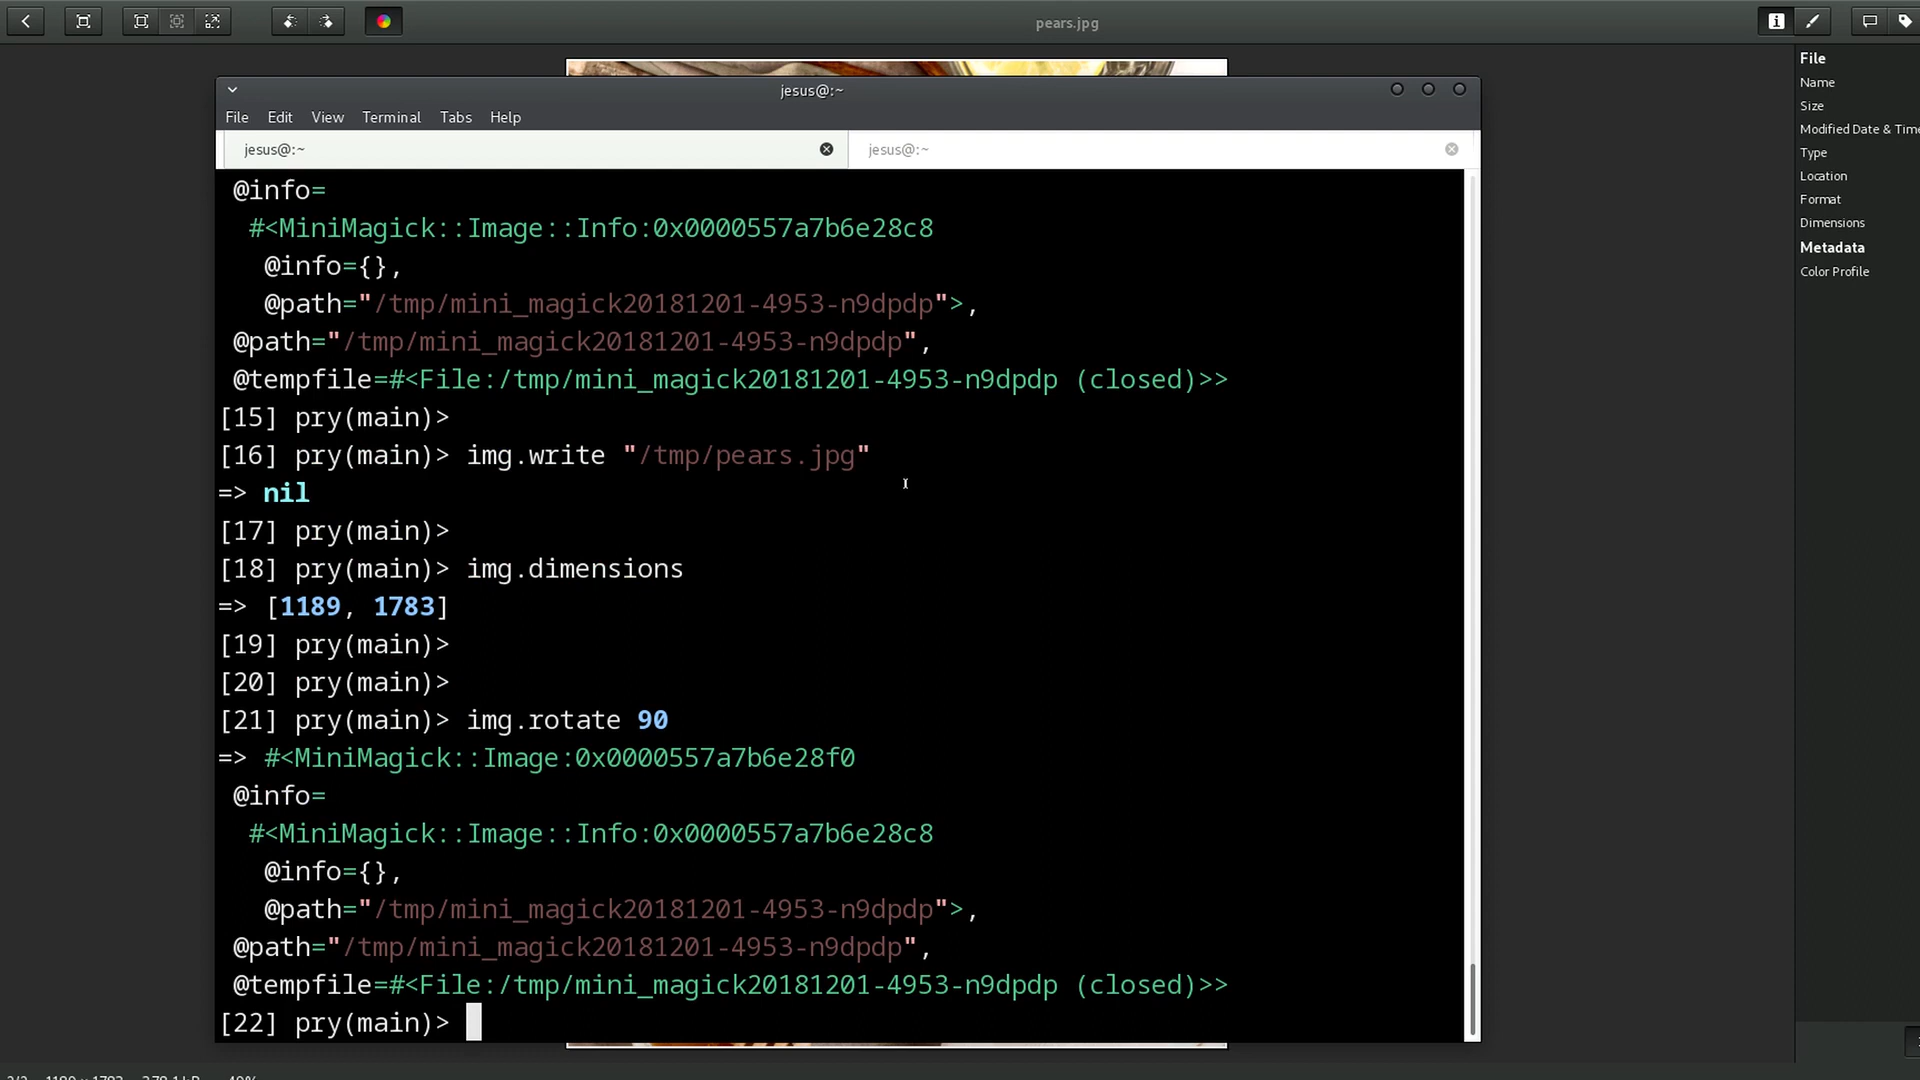 pears.jpg
jesus@:~
File Edit View Terminal Tabs Help
jesus@:~ jesus@:~
@info=
#<MiniMagick::Image::Info:0x0000557a7b6e28c8
@info={},
@path="/tmp/mini_magick20181201-4953-n9dpdp">,
@path="/tmp/mini_magick20181201-4953-n9dpdp",
@tempfile=#<File:/tmp/mini_magick20181201-4953-n9dpdp (closed)>>
[15] pry(main)>
[16] pry(main)> img.write "/tmp/pears.jpg"
=> nil
[17] pry(main)>
[18] pry(main)> img.dimensions
=> [1189, 1783]
[19] pry(main)>
[20] pry(main)>
[21] pry(main)> img.rotate 90
=> #<MiniMagick::Image:0x0000557a7b6e28f0
@info=
#<MiniMagick::Image::Info:0x0000557a7b6e28c8
@info={},
@path="/tmp/mini_magick20181201-4953-n9dpdp">,
@path="/tmp/mini_magick20181201-4953-n9dpdp",
@tempfile=#<File:/tmp/mini_magick20181201-4953-n9dpdp (closed)>>
[22] pry(main)>
File
Name
Size
Modified Date & Time
Type
Location
Format
Dimensions
Metadata
Color Profile